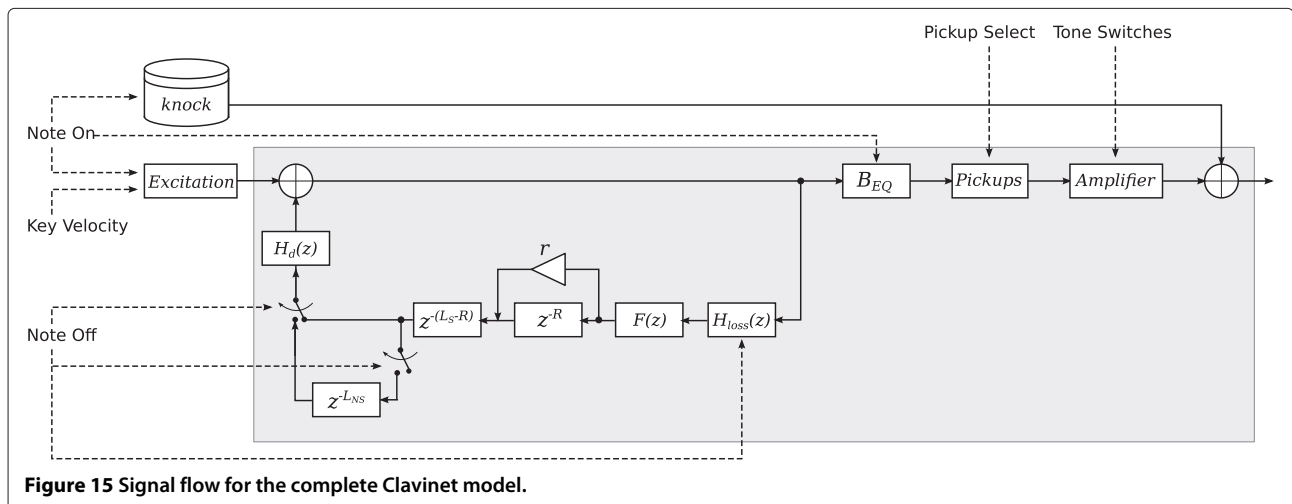 Pickup Select
Tone Switches
knock
Note On
Excitation
B_EQ
Pickups
Amplifier
Key Velocity
H_d(z)
r
z^-(L_S-R)
z^-R
F(z)
H_loss(z)
Note Off
z^-L_NS
Figure 15 Signal flow for the complete Clavinet model.